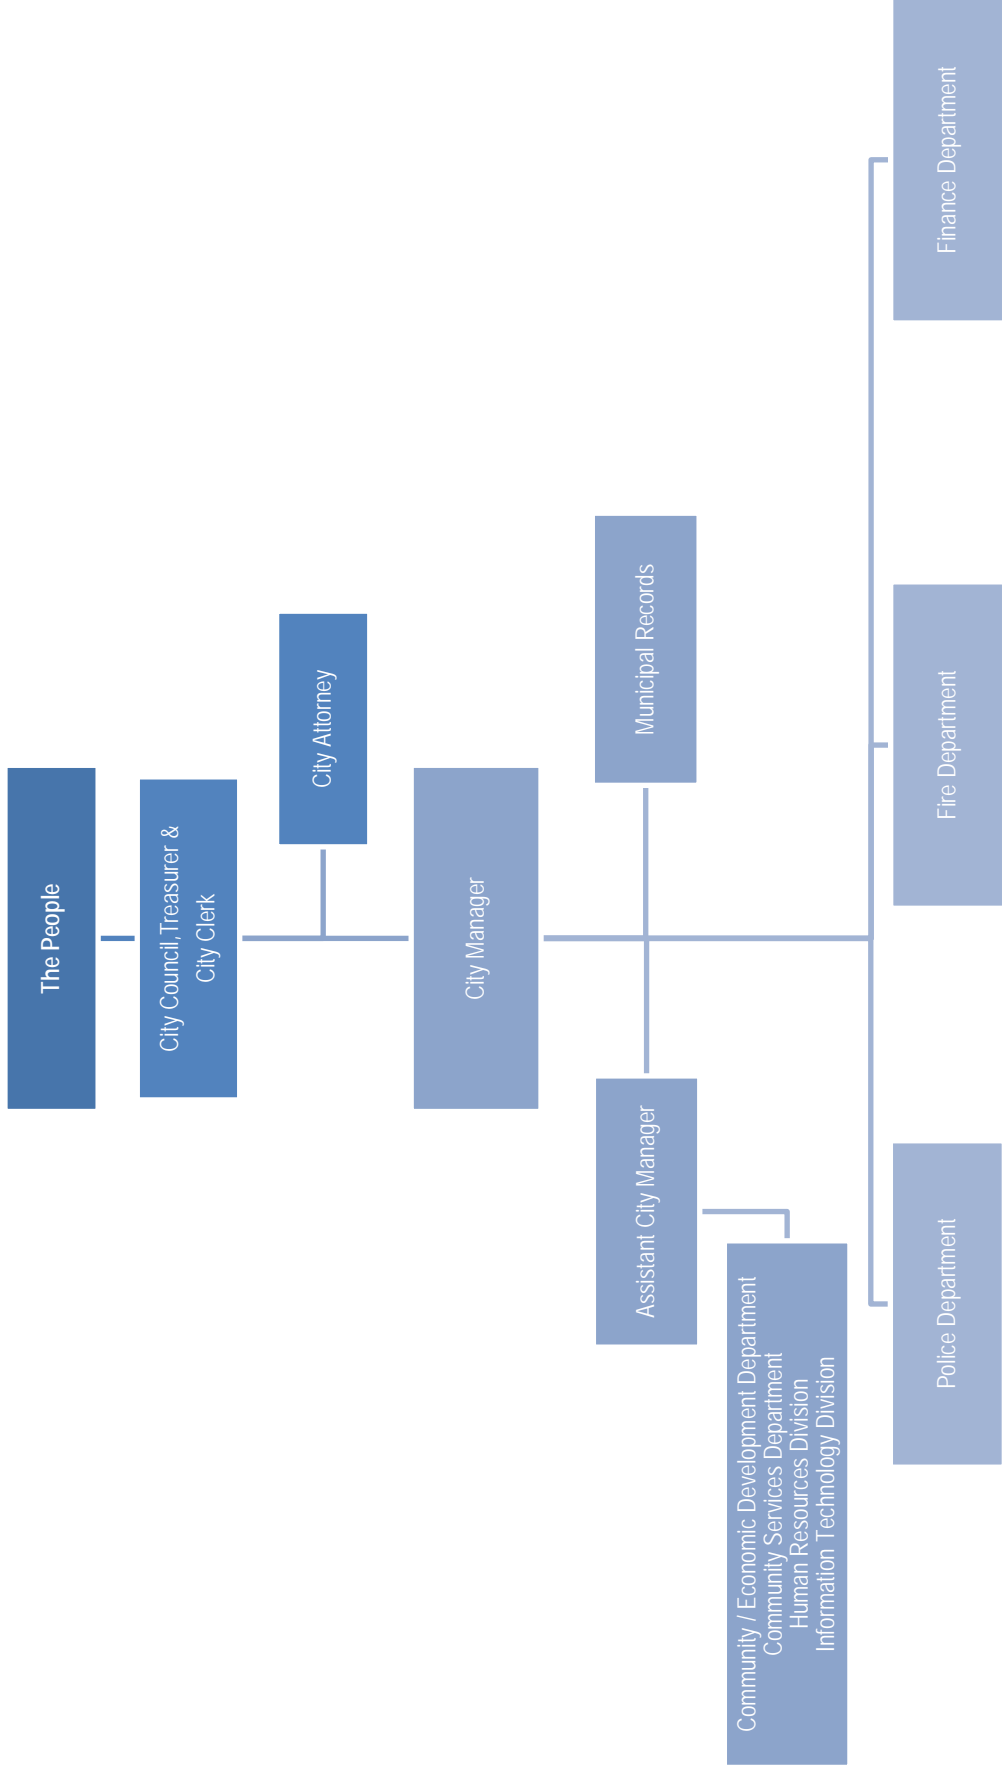 The People
City Council,Treasurer &
City Clerk
City Attorney
City Manager
Assistant City Manager
Municipal Records
Community / Economic Development Department
Community Services Department
Human Resources Division
Information Technology Division
Police Department
Fire Department
Finance Department